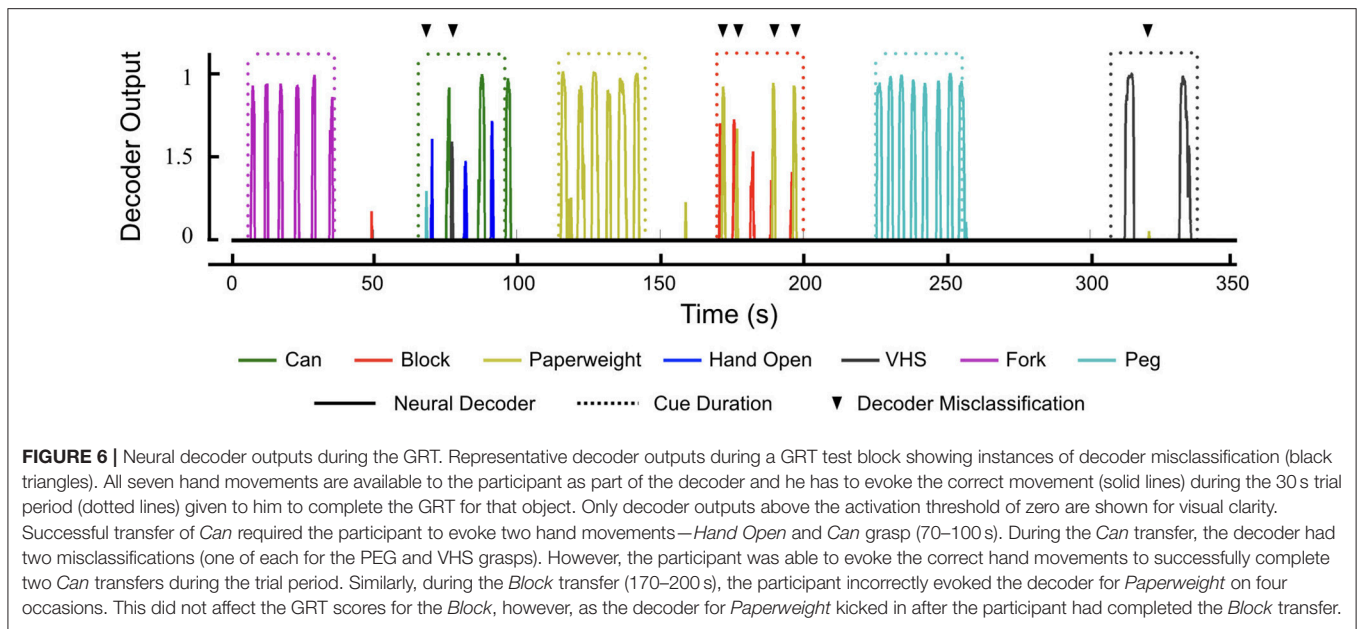 Decoder Output
1
1.5
0
0 50 100 150 200 250 300 350
Time (s)
Can Block Paperweight Hand Open VHS Fork Peg
Neural Decoder Cue Duration Decoder Misclassification
FIGURE 6 | Neural decoder outputs during the GRT. Representative decoder outputs during a GRT test block showing instances of decoder misclassification (black
triangles). All seven hand movements are available to the participant as part of the decoder and he has to evoke the correct movement (solid lines) during the 30 s trial
period (dotted lines) given to him to complete the GRT for that object. Only decoder outputs above the activation threshold of zero are shown for visual clarity.
Successful transfer of Can required the participant to evoke two hand movements—Hand Open and Can grasp (70–100 s). During the Can transfer, the decoder had
two misclassifications (one of each for the PEG and VHS grasps). However, the participant was able to evoke the correct hand movements to successfully complete
two Can transfers during the trial period. Similarly, during the Block transfer (170–200 s), the participant incorrectly evoked the decoder for Paperweight on four
occasions. This did not affect the GRT scores for the Block, however, as the decoder for Paperweight kicked in after the participant had completed the Block transfer.